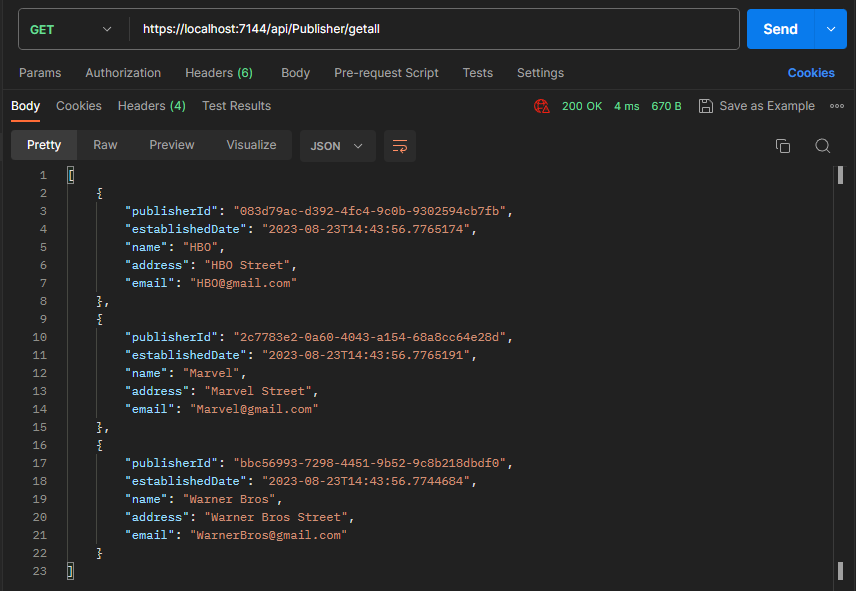 GET https://localhost:7144/api/Publisher/getall Send
Params Authorization Headers (6) Body Pre-request Script Tests Settings Cookies
Body Cookies Headers (4) Test Results 200 OK 4 ms 670 B Save as Example
Pretty Raw Preview Visualize JSON
1 [
2 {
3 "publisherId": "083d79ac-d392-4fc4-9c0b-9302594cb7fb",
4 "establishedDate": "2023-08-23T14:43:56.7765174",
5 "name": "HBO",
6 "address": "HBO Street",
7 "email": "HBO@gmail.com"
8 },
9 {
10 "publisherId": "2c7783e2-0a60-4043-a154-68a8cc64e28d",
11 "establishedDate": "2023-08-23T14:43:56.7765191",
12 "name": "Marvel",
13 "address": "Marvel Street",
14 "email": "Marvel@gmail.com"
15 },
16 {
17 "publisherId": "bbc56993-7298-4451-9b52-9c8b218dbdf0",
18 "establishedDate": "2023-08-23T14:43:56.7744684",
19 "name": "Warner Bros",
20 "address": "Warner Bros Street",
21 "email": "WarnerBros@gmail.com"
22 }
23 ]